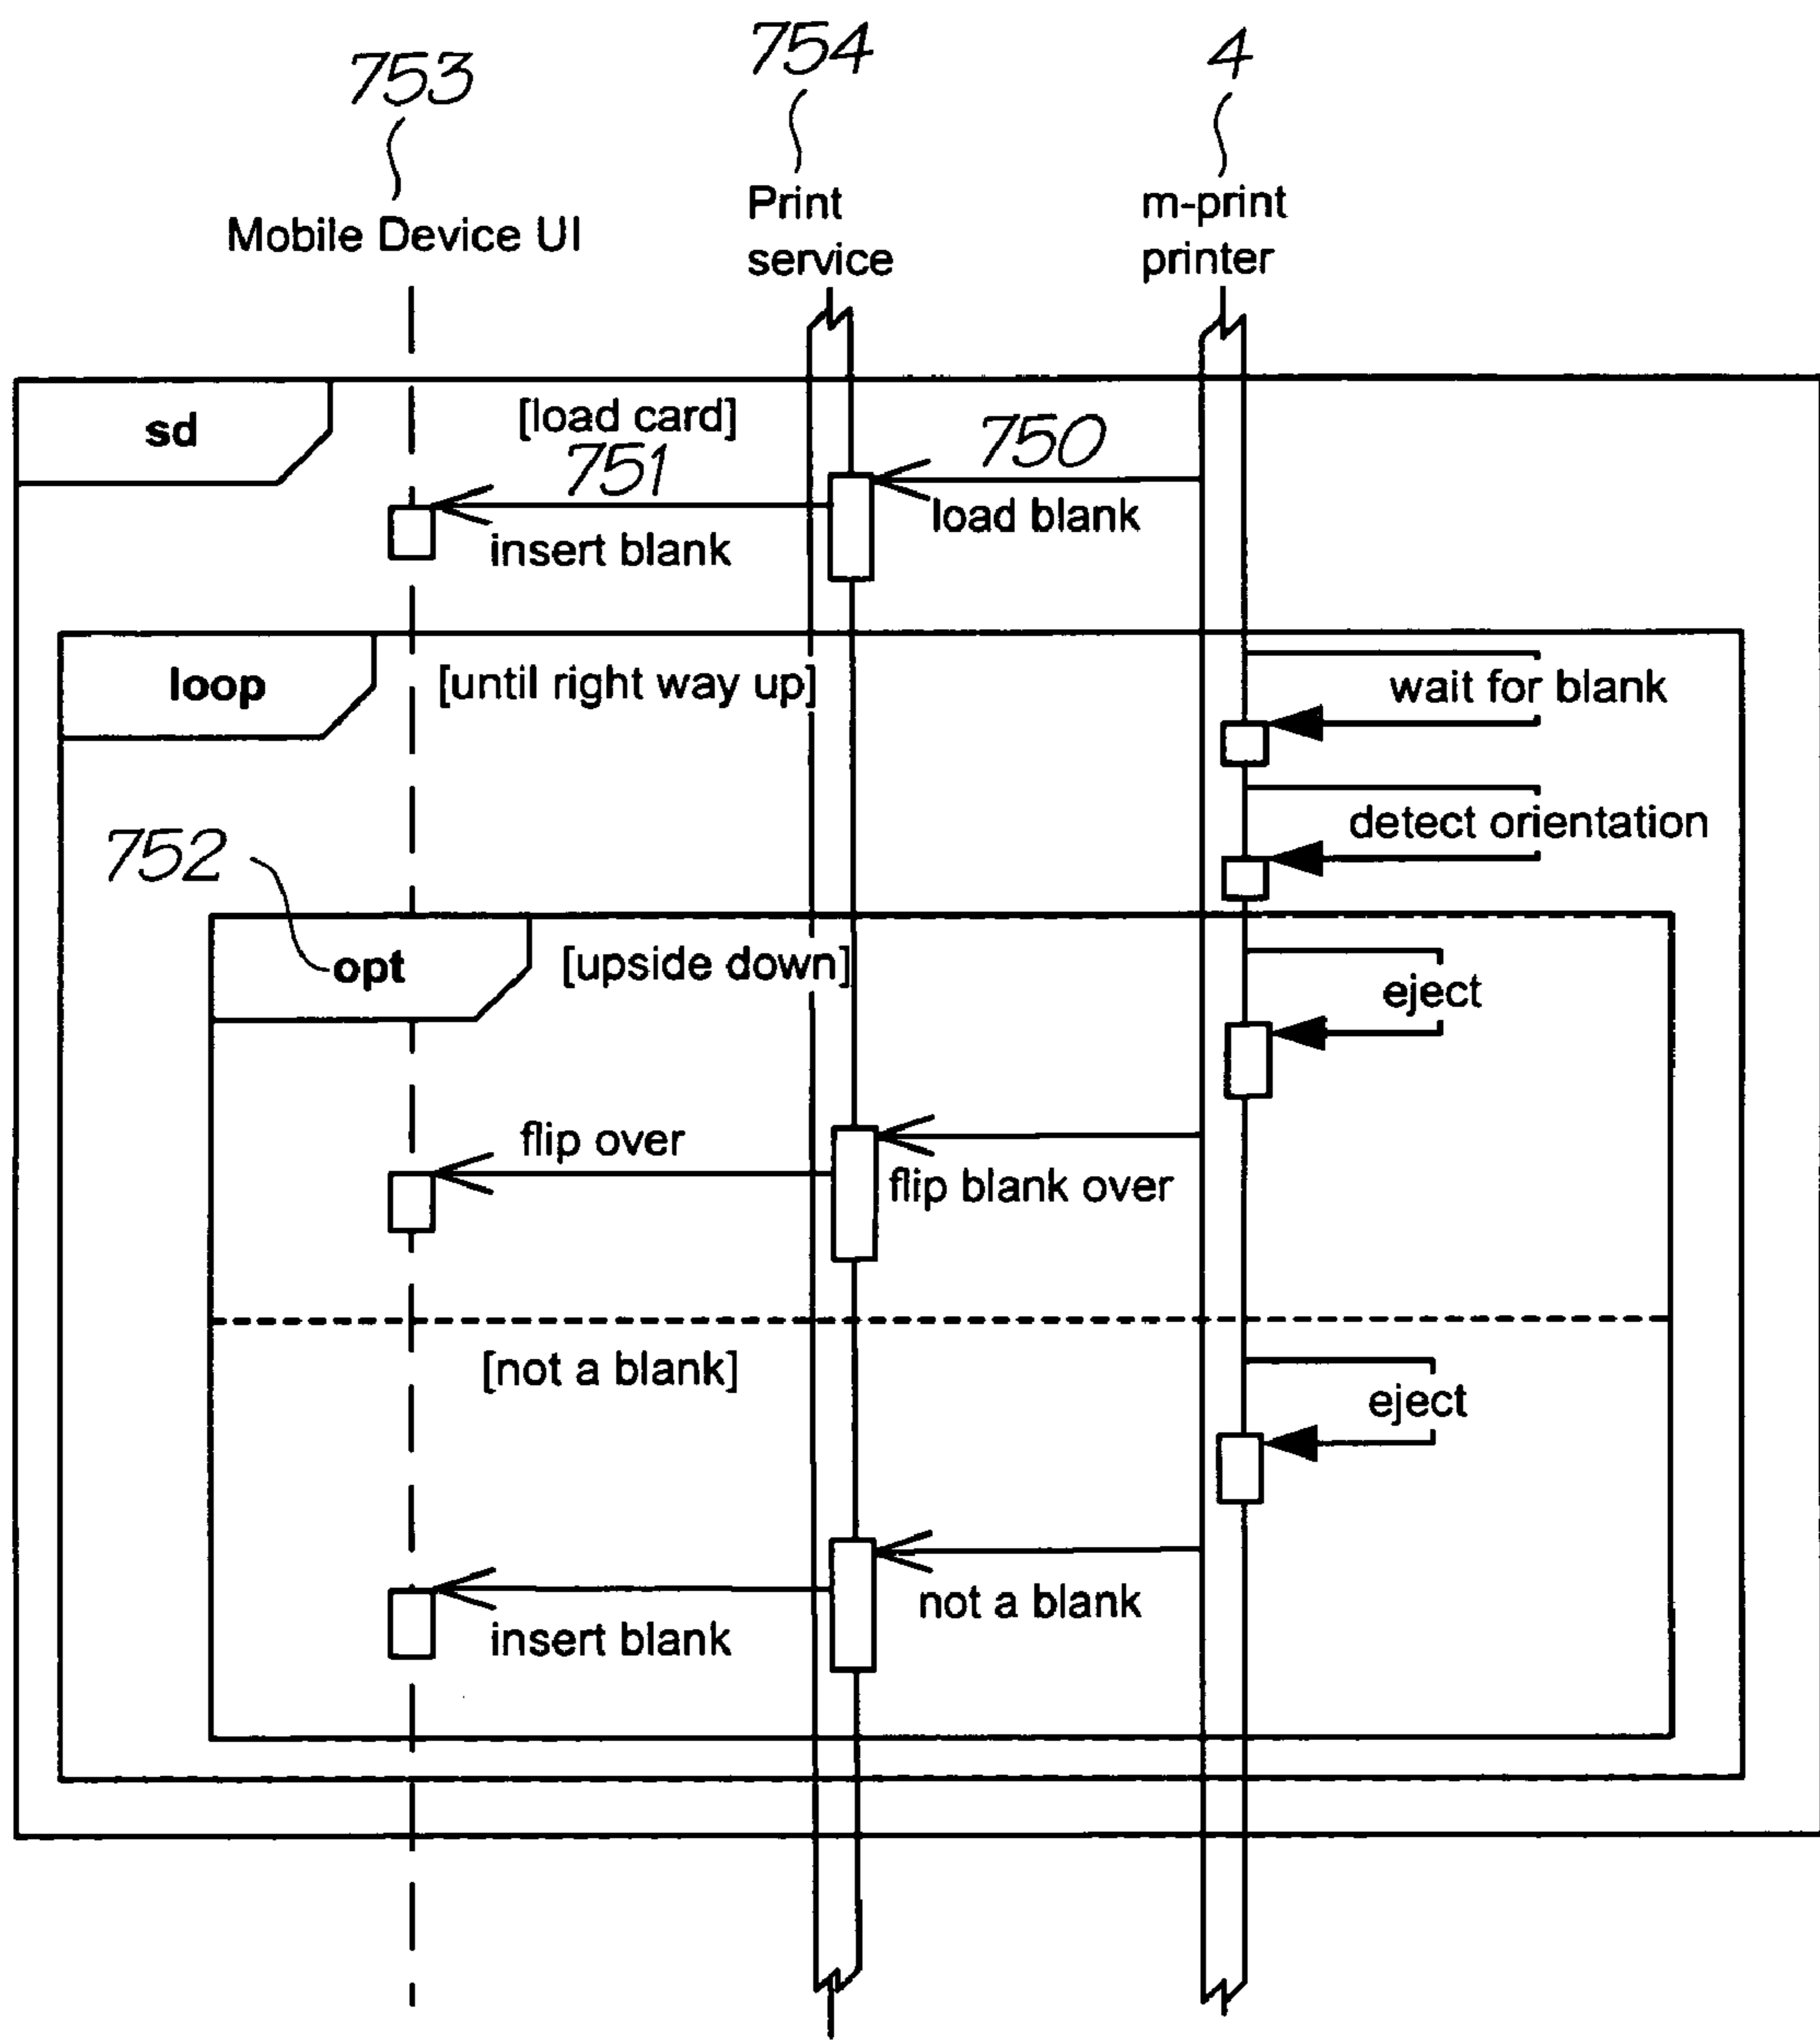 753
754
4
Mobile Device UI
Print
service
m-print
printer
sd
[load card]
751
750
insert blank
load blank
loop
[until right way up]
wait for blank
detect orientation
752
opt
[upside down]
eject
flip over
flip blank over
[not a blank]
eject
not a blank
insert blank